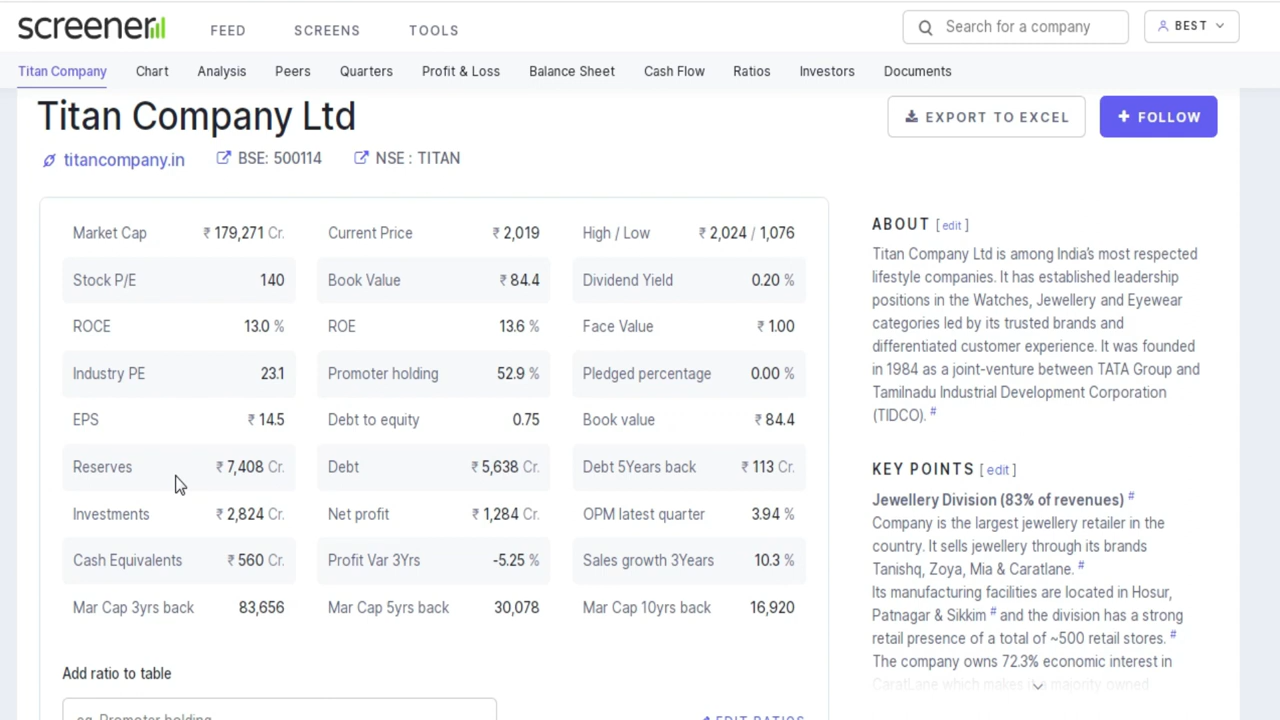 screener
FEED SCREENS TOOLS
Search for a company
BEST
Titan Company Chart Analysis Peers Quarters Profit & Loss Balance Sheet Cash Flow Ratios Investors Documents
Titan Company Ltd
EXPORT TO EXCEL
+ FOLLOW
titancompany.in BSE: 500114 NSE : TITAN
Market Cap ₹ 179,271 Cr. Current Price ₹ 2,019 High / Low ₹ 2,024 / 1,076
Stock P/E 140 Book Value ₹ 84.4 Dividend Yield 0.20 %
ROCE 13.0 % ROE 13.6 % Face Value ₹ 1.00
Industry PE 23.1 Promoter holding 52.9 % Pledged percentage 0.00 %
EPS ₹ 14.5 Debt to equity 0.75 Book value ₹ 84.4
Reserves ₹ 7,408 Cr. Debt ₹ 5,638 Cr. Debt 5Years back ₹ 113 Cr.
Investments ₹ 2,824 Cr. Net profit ₹ 1,284 Cr. OPM latest quarter 3.94 %
Cash Equivalents ₹ 560 Cr. Profit Var 3Yrs -5.25 % Sales growth 3Years 10.3 %
Mar Cap 3yrs back 83,656 Mar Cap 5yrs back 30,078 Mar Cap 10yrs back 16,920
Add ratio to table
eg. Promoter holding
EDIT RATIOS
ABOUT [ edit ]
Titan Company Ltd is among India's most respected
lifestyle companies. It has established leadership
positions in the Watches, Jewellery and Eyewear
categories led by its trusted brands and
differentiated customer experience. It was founded
in 1984 as a joint-venture between TATA Group and
Tamilnadu Industrial Development Corporation
(TIDCO). #
KEY POINTS [ edit ]
Jewellery Division (83% of revenues) #
Company is the largest jewellery retailer in the
country. It sells jewellery through its brands
Tanishq, Zoya, Mia & Caratlane. #
Its manufacturing facilities are located in Hosur,
Patnagar & Sikkim # and the division has a strong
retail presence of a total of ~500 retail stores. #
The company owns 72.3% economic interest in
CaratLane which makes the majority owned